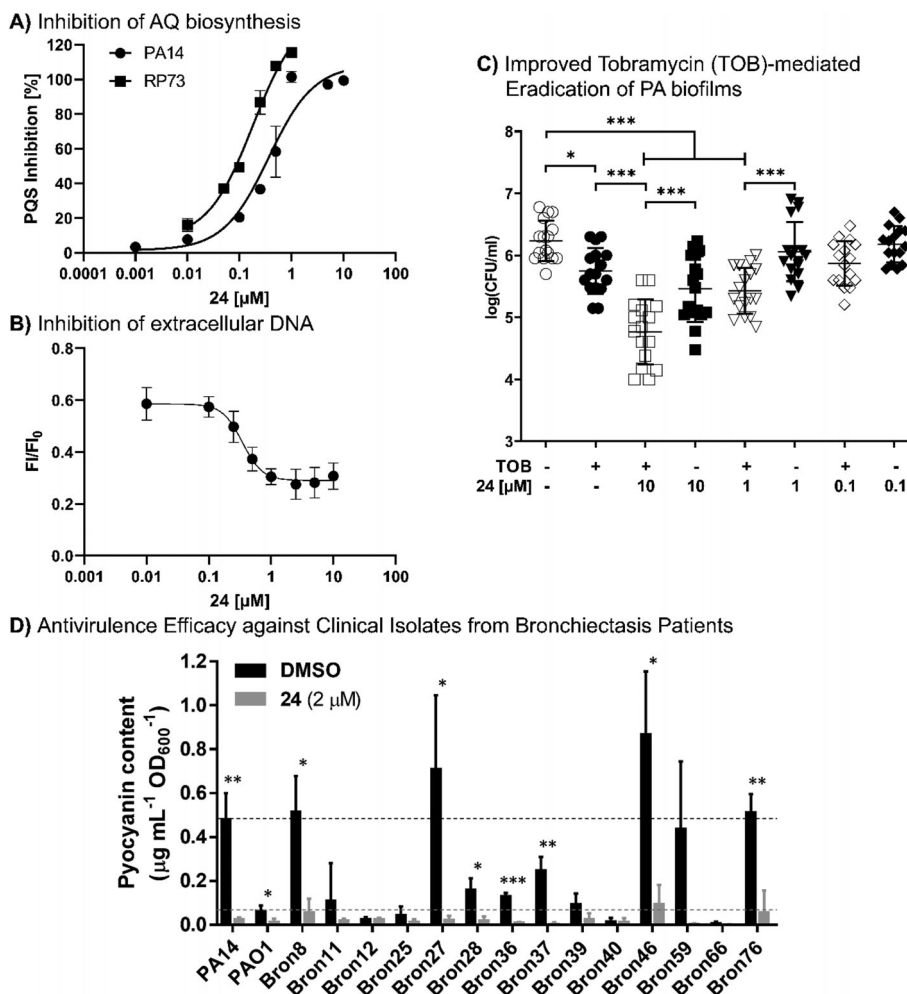 A) Inhibition of AQ biosynthesis
PA14
RP73
PQS Inhibition [%]
120
100
80
60
40
20
0
0.0001 0.001 0.01 0.1 1 10 100
24 [µM]
B) Inhibition of extracellular DNA
FI/FI₀
0.8
0.6
0.4
0.2
0.0
0.001 0.01 0.1 1 10 100
24 [µM]
C) Improved Tobramycin (TOB)-mediated
Eradication of PA biofilms
***
* *** *** ***
log(CFU/ml)
8
7
6
5
4
3
TOB - + + - + - + -
24 [µM] - - 10 10 1 1 0.1 0.1
D) Antivirulence Efficacy against Clinical Isolates from Bronchiectasis Patients
DMSO
24 (2 µM)
Pyocyanin content
(µg mL⁻¹ OD₆₀₀⁻¹)
1.2
1.0
0.8
0.6
0.4
0.2
0.0
** * * * * *** ** * **
PA14 PAO1 Bron8 Bron11 Bron12 Bron25 Bron27 Bron28 Bron36 Bron37 Bron39 Bron40 Bron46 Bron59 Bron66 Bron76